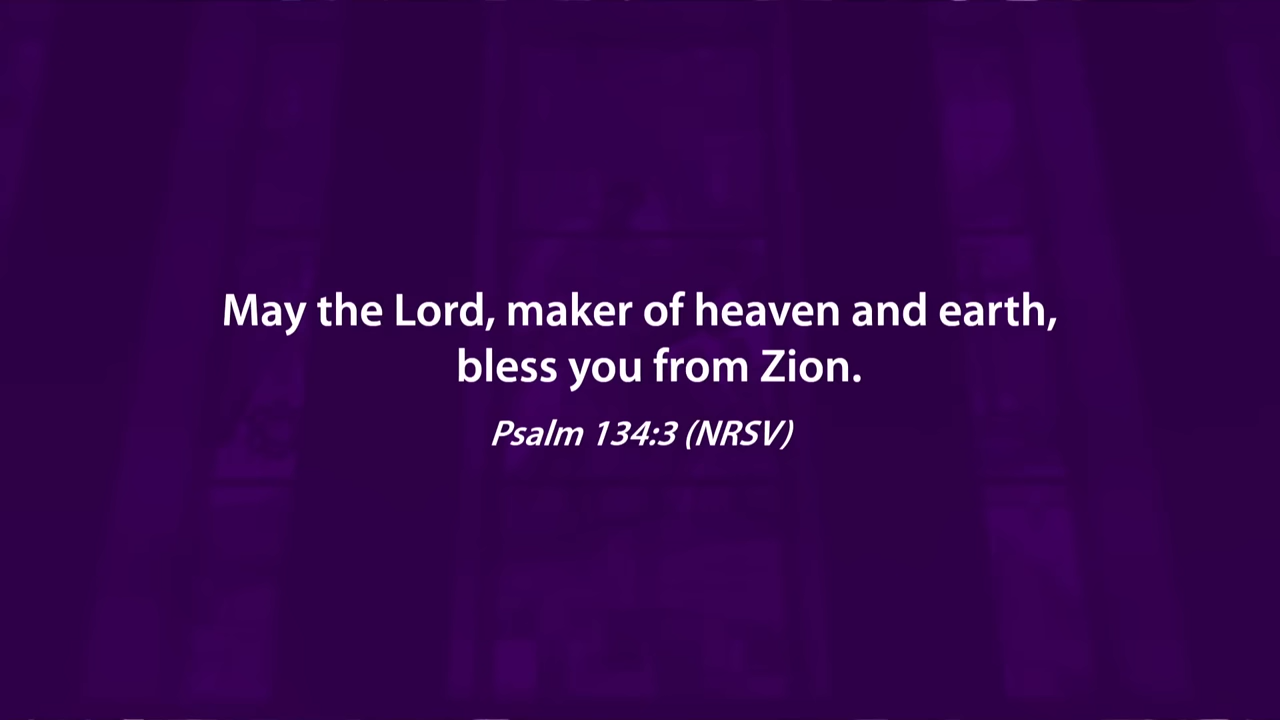 May the Lord, maker of heaven and earth,
bless you from Zion.
Psalm 134:3 (NRSV)